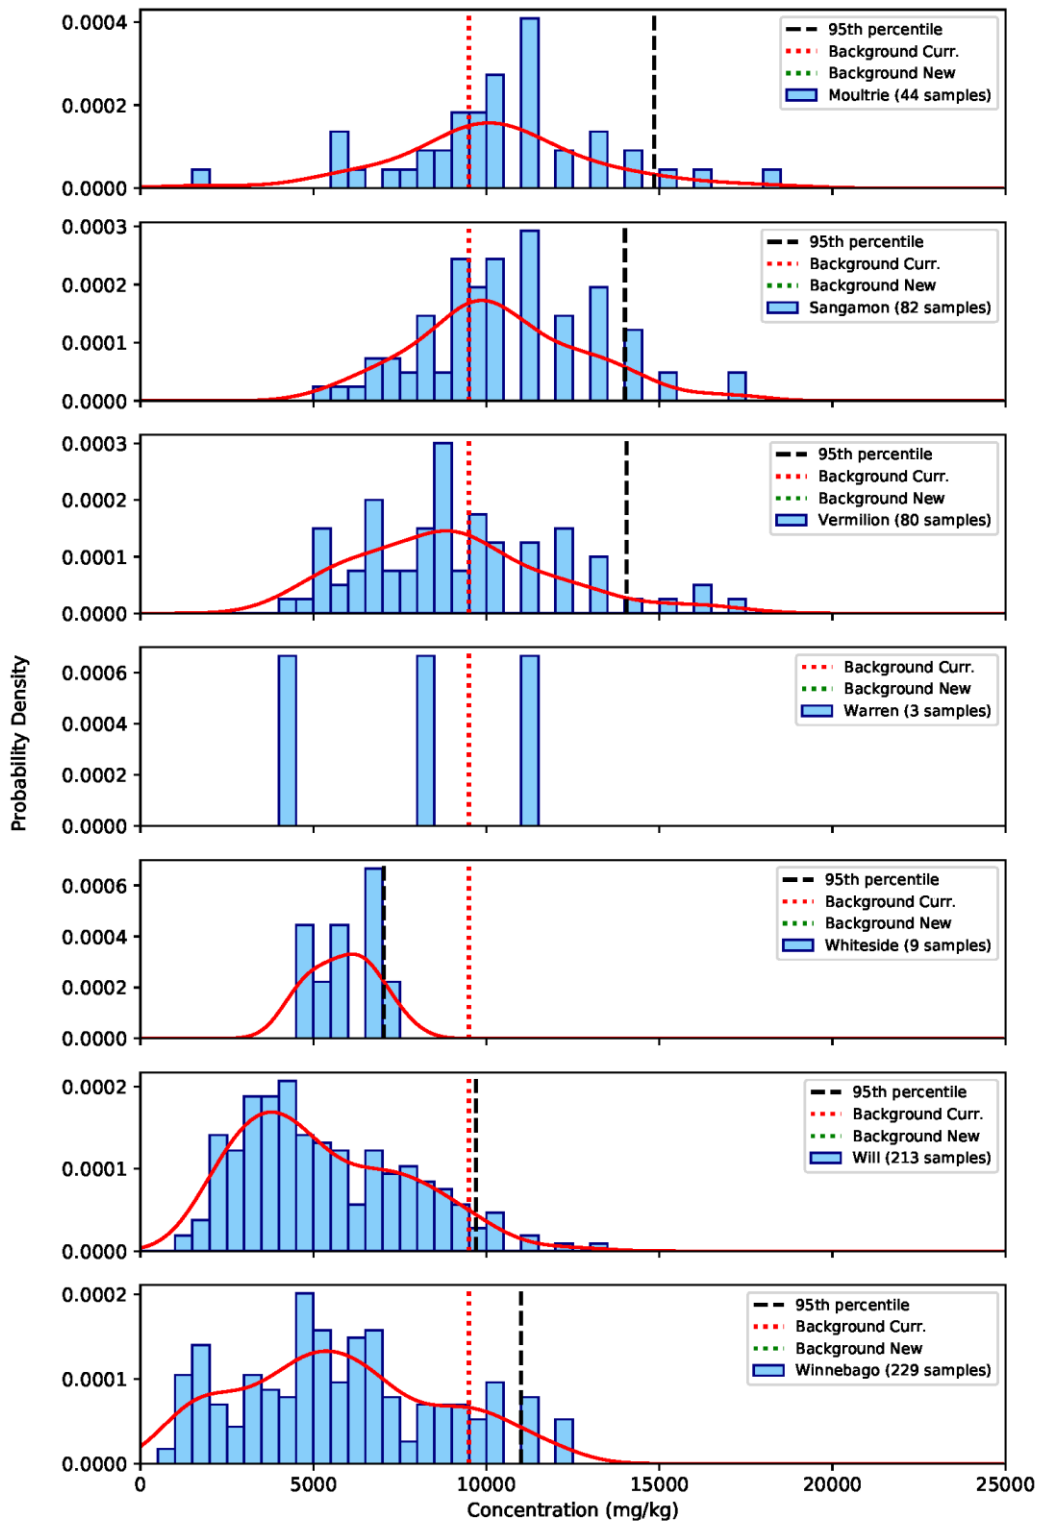 0.0004
0.0002
0.0000
95th percentile
Background Curr.
Background New
Moultrie (44 samples)
0.0003
0.0002
0.0001
0.0000
95th percentile
Background Curr.
Background New
Sangamon (82 samples)
0.0003
0.0002
0.0001
0.0000
95th percentile
Background Curr.
Background New
Vermilion (80 samples)
Probability Density
0.0006
0.0004
0.0002
0.0000
Background Curr.
Background New
Warren (3 samples)
0.0006
0.0004
0.0002
0.0000
95th percentile
Background Curr.
Background New
Whiteside (9 samples)
0.0002
0.0001
0.0000
95th percentile
Background Curr.
Background New
Will (213 samples)
0.0002
0.0001
0.0000
95th percentile
Background Curr.
Background New
Winnebago (229 samples)
0 5000 10000 15000 20000 25000
Concentration (mg/kg)